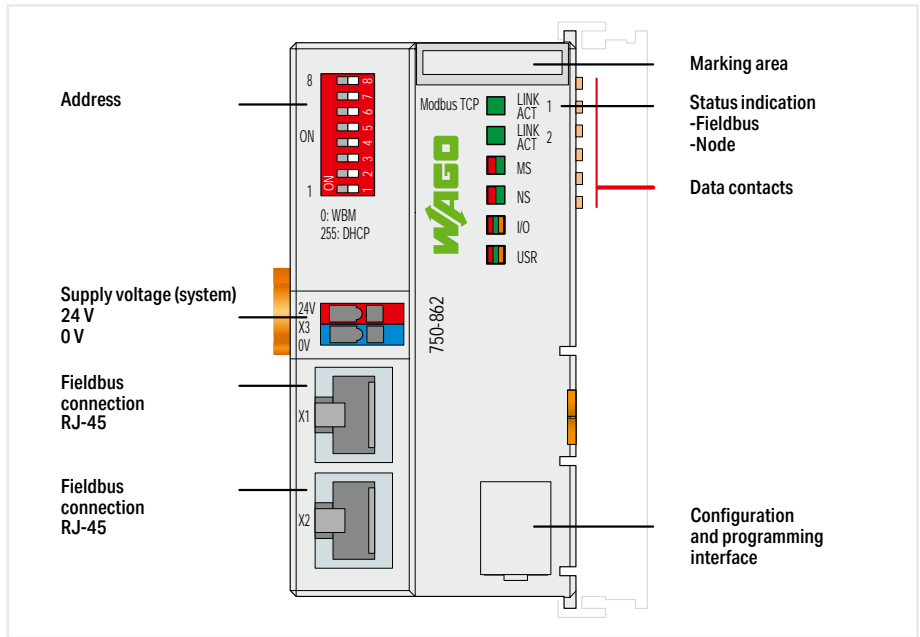 Address
8
ON
1
8
7
6
5
4
3
2
1
ON
0: WBM
255: DHCP
Supply voltage (system)
24 V
0 V
24V
X3
0V
Fieldbus
connection
RJ-45
X1
Fieldbus
connection
RJ-45
X2
Modbus TCP
LINK
ACT 1
LINK
ACT 2
MS
NS
I/O
USR
WAGO
750-862
Marking area
Status indication
-Fieldbus
-Node
Data contacts
Configuration
and programming
interface